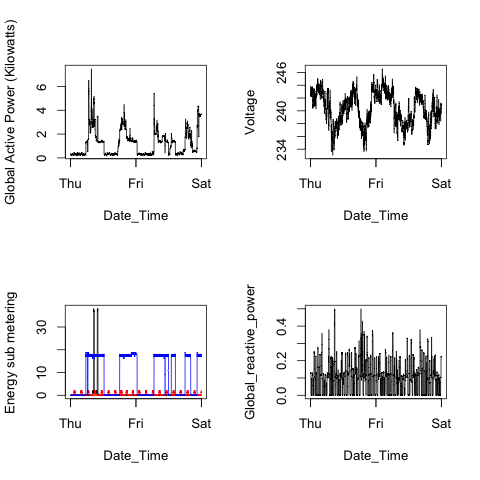 Global Active Power (Kilowatts)
0 2 4 6
Thu Fri Sat
Date_Time
Voltage
234 240 246
Thu Fri Sat
Date_Time
Energy sub metering
0 10 30
Thu Fri Sat
Date_Time
Global_reactive_power
0.0 0.2 0.4
Thu Fri Sat
Date_Time